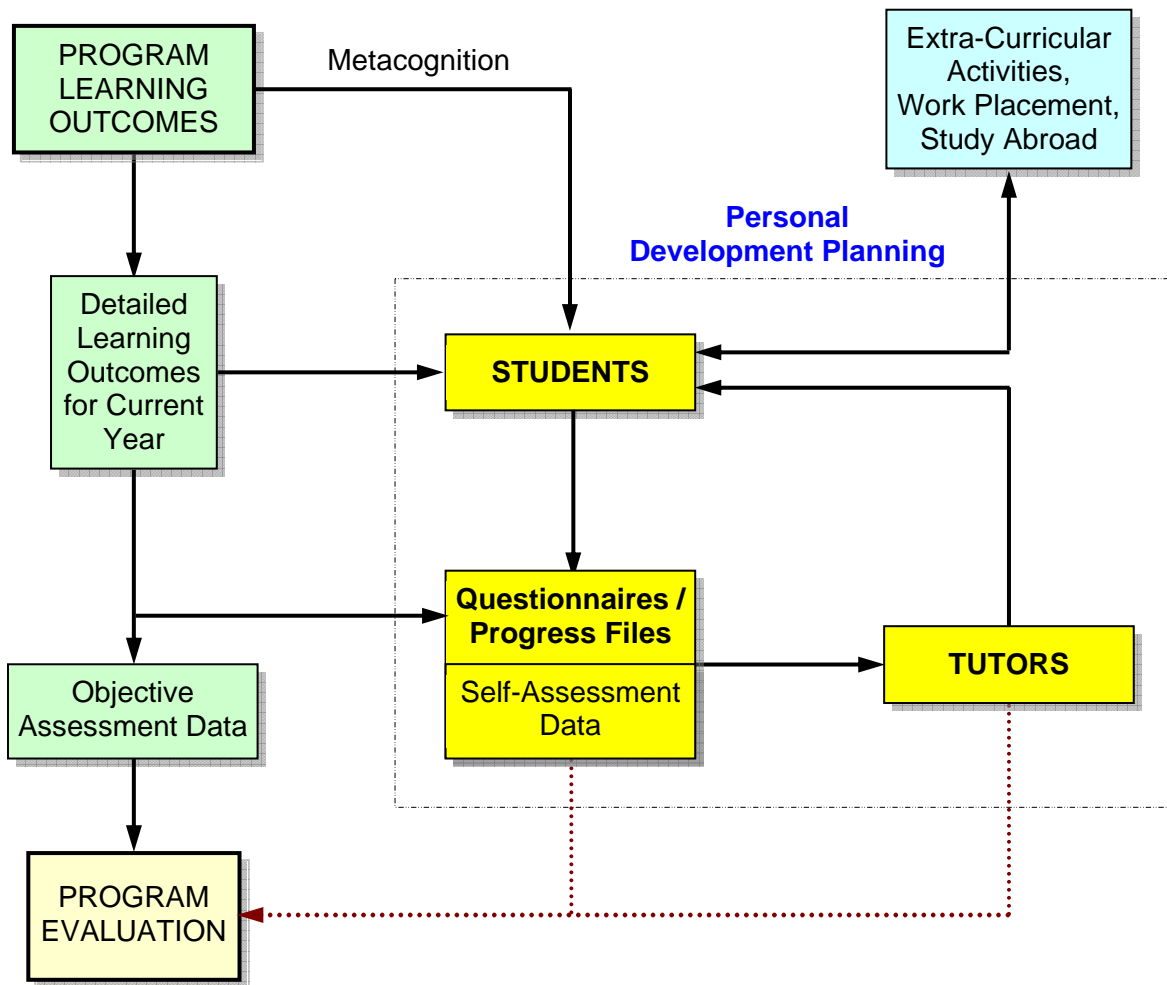 PROGRAM
LEARNING
OUTCOMES
Metacognition
Extra-Curricular
Activities,
Work Placement,
Study Abroad
Personal
Development Planning
Detailed
Learning
Outcomes
for Current
Year
STUDENTS
Questionnaires /
Progress Files
Self-Assessment
Data
TUTORS
Objective
Assessment Data
PROGRAM
EVALUATION